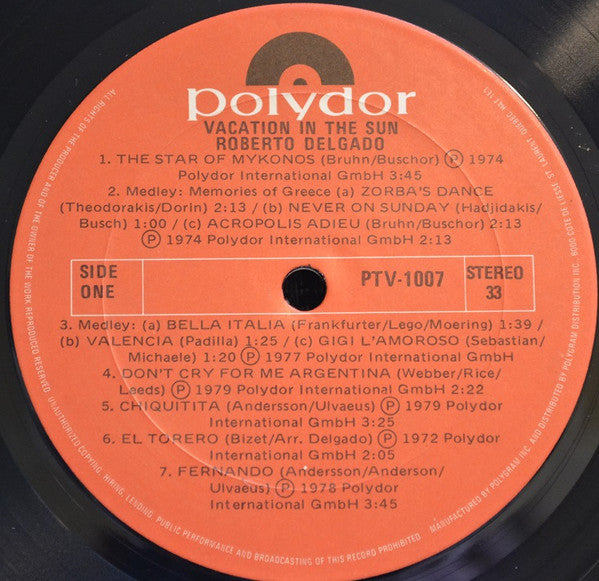 polydor
VACATION IN THE SUN
ROBERTO DELGADO
1. THE STAR OF MYKONOS (Bruhn/Buschor) Ⓟ 1974
Polydor International GmbH 3:45
2. Medley: Memories of Greece (a) ZORBA'S DANCE
(Theodorakis/Dorin) 2:13 / (b) NEVER ON SUNDAY (Hadjidakis/
Busch) 1:00 / (c) ACROPOLIS ADIEU (Bruhn/Buschor) 2:13
Ⓟ 1974 Polydor International GmbH 2:13
SIDE
ONE
PTV-1007
STEREO
33
3. Medley: (a) BELLA ITALIA (Frankfurter/Lego/Moering) 1:39 /
(b) VALENCIA (Padilla) 1:25 / (c) GIGI L'AMOROSO (Sebastian/
Michaele) 1:20 Ⓟ 1977 Polydor International GmbH
4. DON'T CRY FOR ME ARGENTINA (Webber/Rice/
Leeds) Ⓟ 1979 Polydor International GmbH 2:22
5. CHIQUITITA (Andersson/Ulvaeus) Ⓟ 1979 Polydor
International GmbH 3:25
6. EL TORERO (Bizet/Arr. Delgado) Ⓟ 1972 Polydor
International GmbH 2:05
7. FERNANDO (Andersson/Anderson/
Ulvaeus) Ⓟ 1978 Polydor
International GmbH 3:45
ALL RIGHTS OF THE PRODUCER AND OF THE OWNER OF THE WORK REPRODUCED RESERVED. UNAUTHORIZED COPYING, HIRING, LENDING, PUBLIC PERFORMANCE AND BROADCASTING OF THIS RECORD PROHIBITED.
MANUFACTURED BY POLYGRAM INC. AND DISTRIBUTED BY POLYGRAM DISTRIBUTION INC. 6000 COTE DE LIESSE ST LAURENT QUEBEC